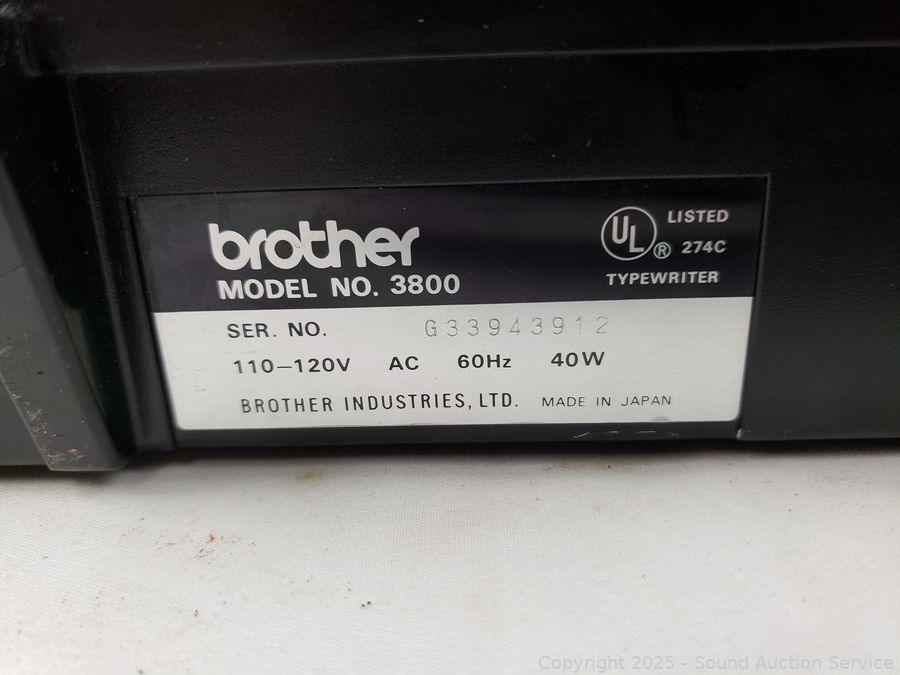 brother
MODEL NO. 3800
UL ® LISTED
274C
TYPEWRITER
SER. NO. G33943912
110–120V AC 60Hz 40W
BROTHER INDUSTRIES, LTD. MADE IN JAPAN
Copyright 2025 - Sound Auction Service